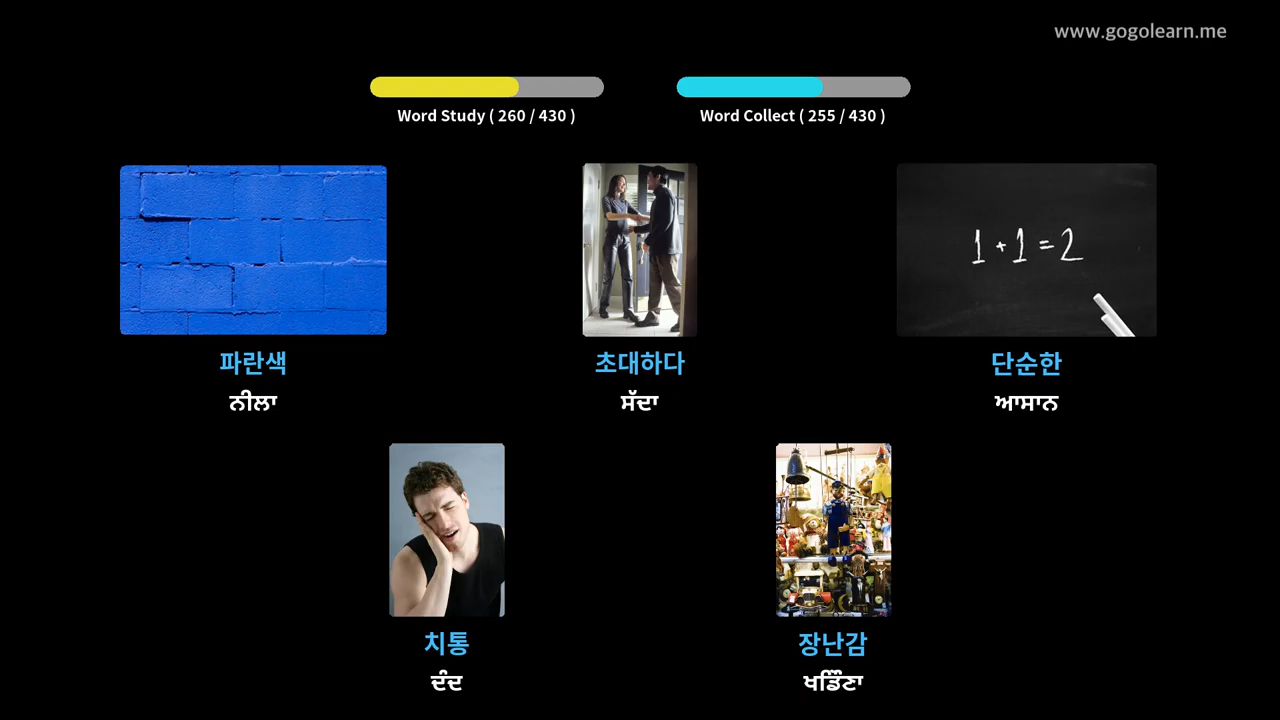 www.gogolearn.me
Word Study ( 260 / 430 )
Word Collect ( 255 / 430 )
파란색
ਨੀਲਾ
초대하다
ਸੱਦਾ
단순한
ਆਸਾਨ
1 + 1 = 2
치통
ਦੰਦ
장난감
ਖਡਿੌਣਾ